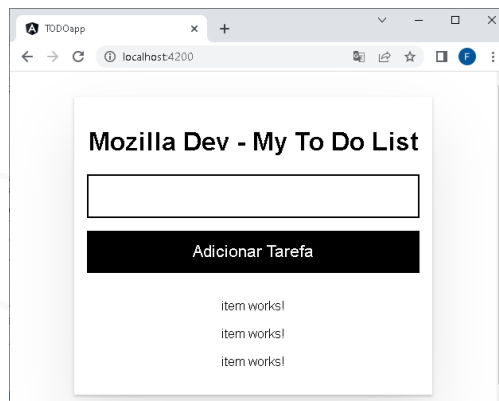 TODOapp
localhost:4200
F
Mozilla Dev - My To Do List
Adicionar Tarefa
item works!
item works!
item works!